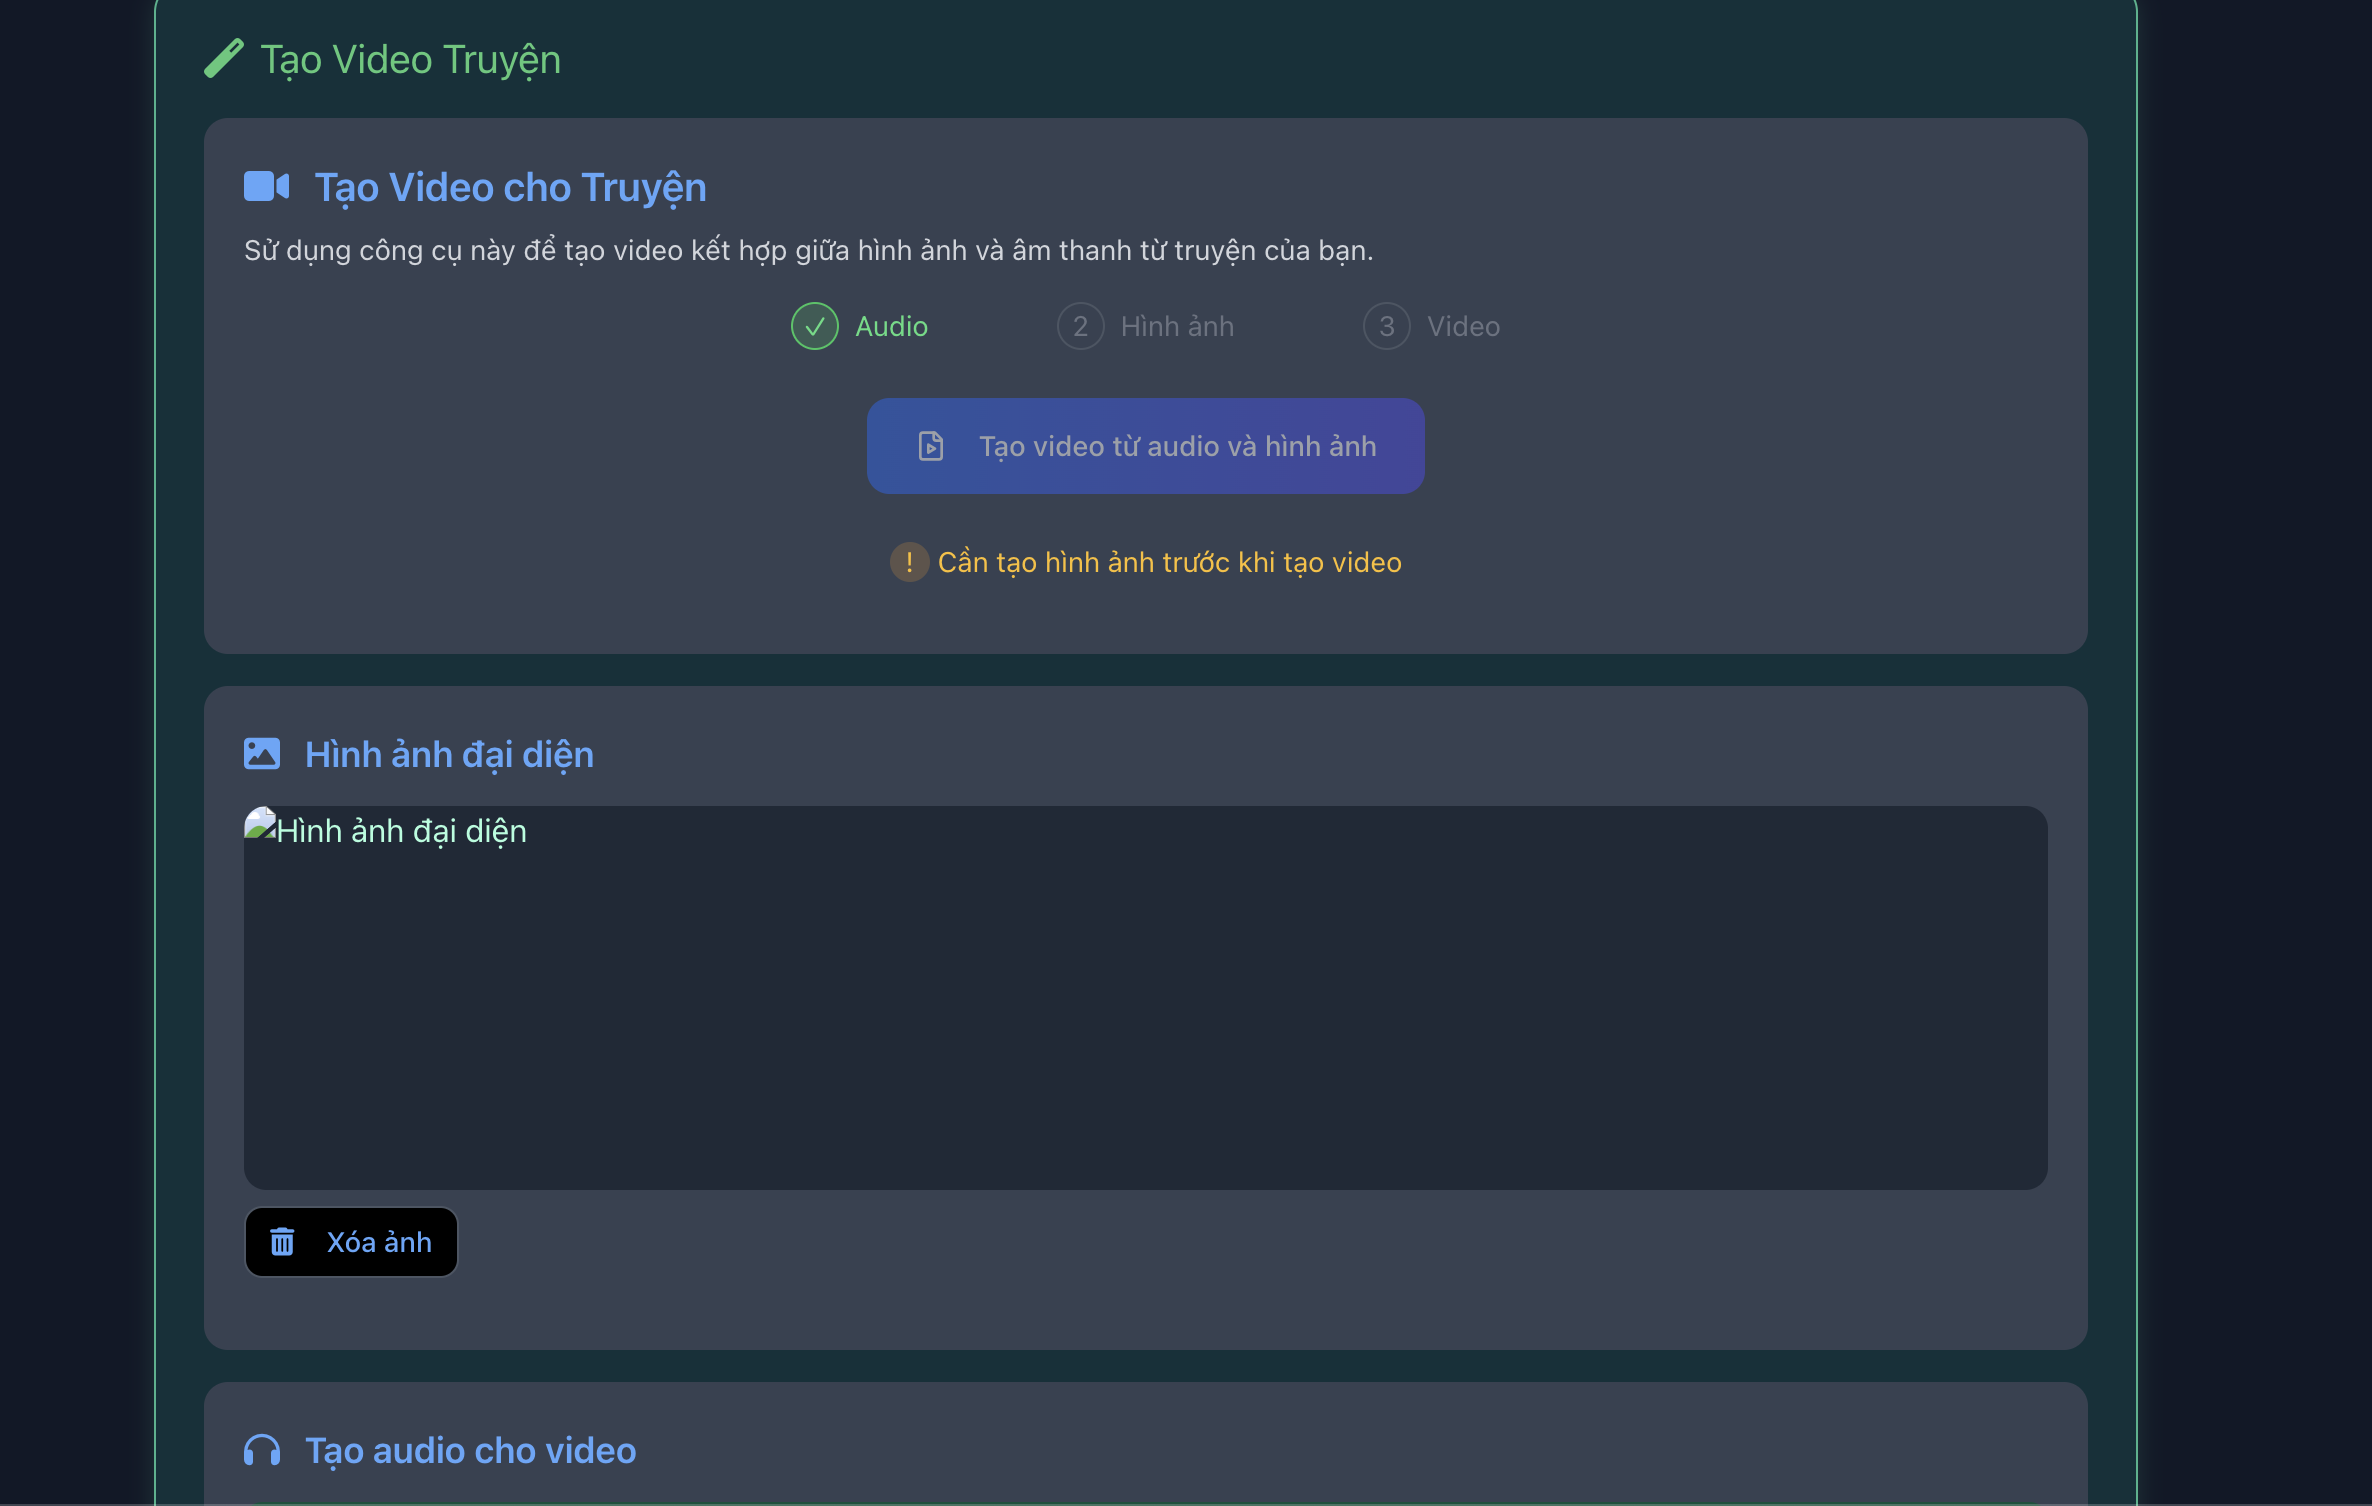 Tạo Video Truyện
Tạo Video cho Truyện
Sử dụng công cụ này để tạo video kết hợp giữa hình ảnh và âm thanh từ truyện của bạn.
Audio
2 Hình ảnh
3 Video
Tạo video từ audio và hình ảnh
! Cần tạo hình ảnh trước khi tạo video
Hình ảnh đại diện
Hình ảnh đại diện
Xóa ảnh
Tạo audio cho video